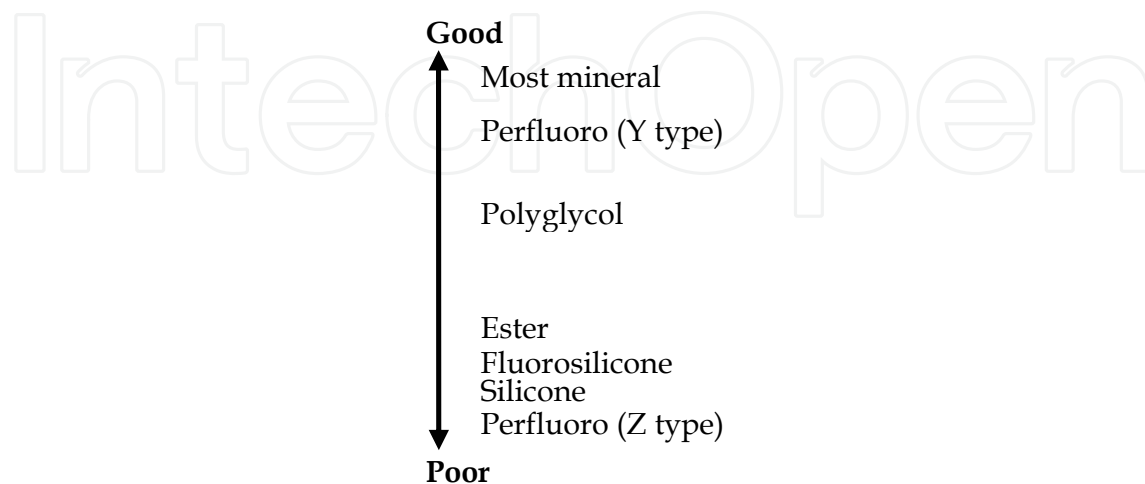 IntechOpen
Good
Most mineral
Perfluoro (Y type)
Polyglycol
Ester
Fluorosilicone
Silicone
Perfluoro (Z type)
Poor